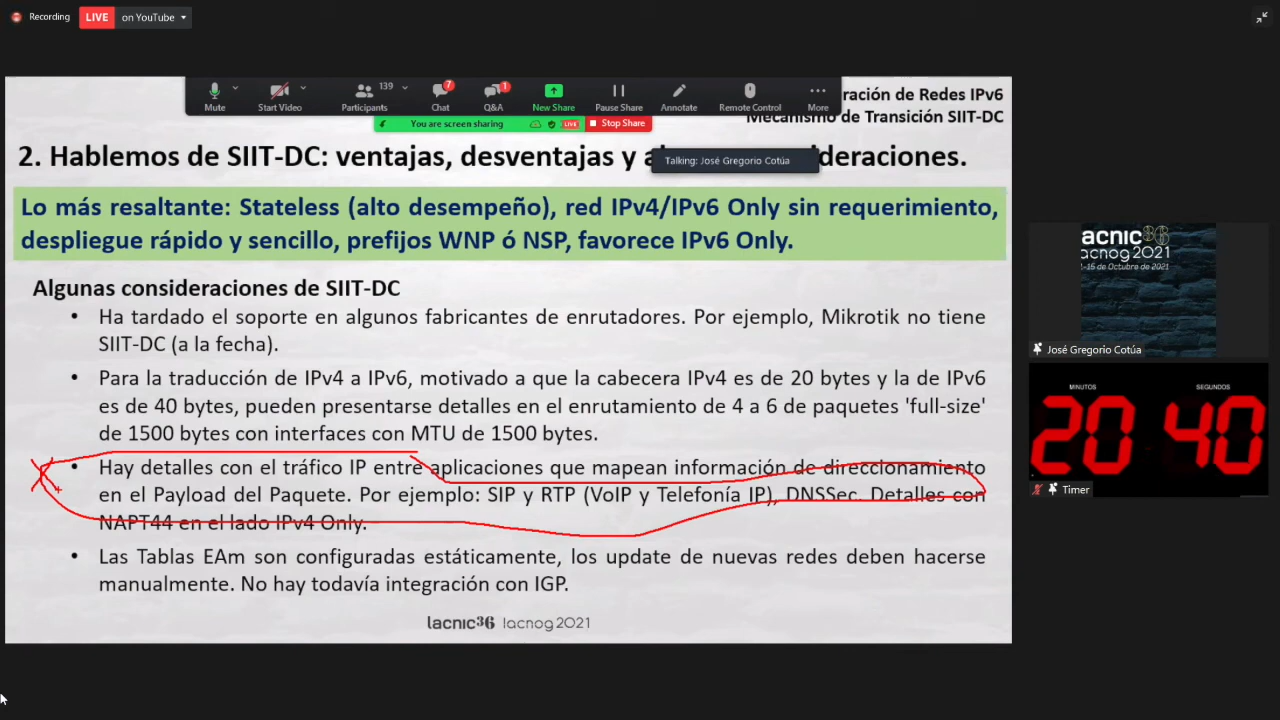 Recording
LIVE
on YouTube
139
7
1
Mute
Start Video
Participants
Chat
Q&A
New Share
Pause Share
Annotate
Remote Control
More
You are screen sharing
LIVE
Stop Share
ración de Redes IPv6
Mecanismo de Transición SIIT-DC
Talking: José Gregorio Cotúa
2. Hablemos de SIIT-DC: ventajas, desventajas y a deraciones.
Lo más resaltante: Stateless (alto desempeño), red IPv4/IPv6 Only sin requerimiento,
despliegue rápido y sencillo, prefijos WNP ó NSP, favorece IPv6 Only.
Algunas consideraciones de SIIT-DC
• Ha tardado el soporte en algunos fabricantes de enrutadores. Por ejemplo, Mikrotik no tiene
SIIT-DC (a la fecha).
• Para la traducción de IPv4 a IPv6, motivado a que la cabecera IPv4 es de 20 bytes y la de IPv6
es de 40 bytes, pueden presentarse detalles en el enrutamiento de 4 a 6 de paquetes 'full-size'
de 1500 bytes con interfaces con MTU de 1500 bytes.
• Hay detalles con el tráfico IP entre aplicaciones que mapean información de direccionamiento
en el Payload del Paquete. Por ejemplo: SIP y RTP (VoIP y Telefonía IP), DNSSec. Detalles con
NAPT44 en el lado IPv4 Only.
• Las Tablas EAm son configuradas estáticamente, los update de nuevas redes deben hacerse
manualmente. No hay todavía integración con IGP.
lacnic36 lacnog2021
acnic36
lacnog2021
1-15 de Octubre de 2021
José Gregorio Cotúa
MINUTOS
SEGUNDOS
20 40
Timer